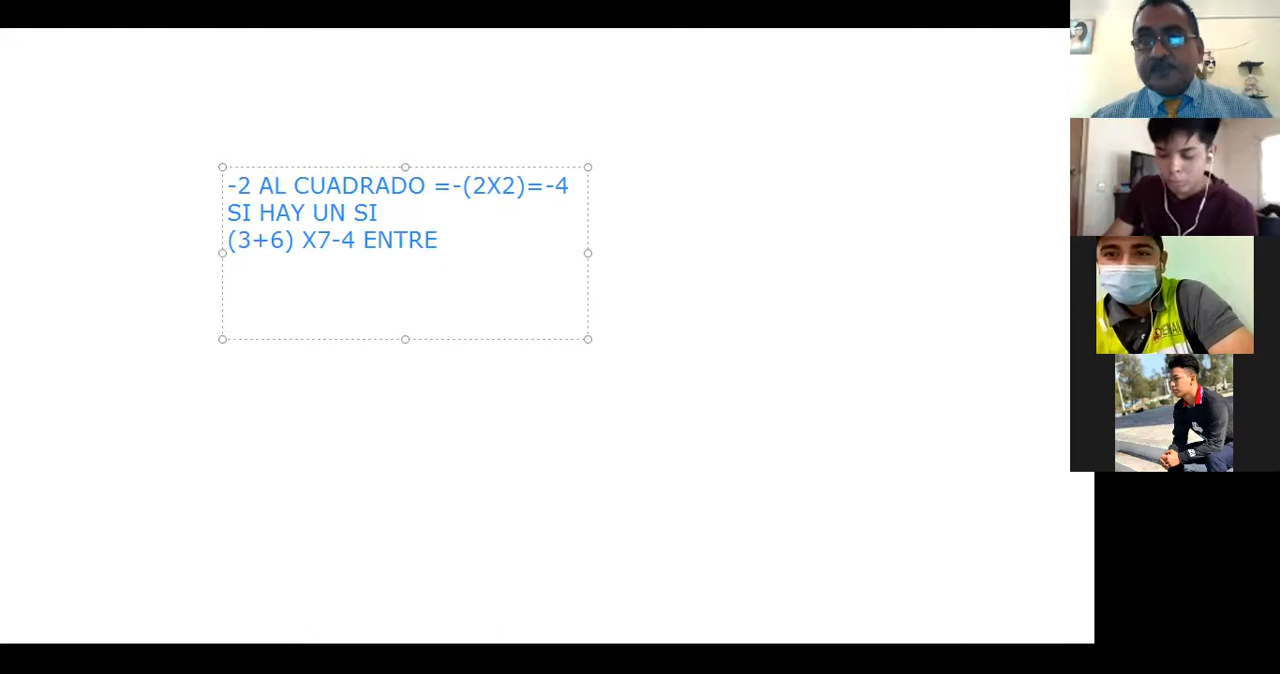 -2 AL CUADRADO =-(2X2)=-4
SI HAY UN SI
(3+6) X7-4 ENTRE